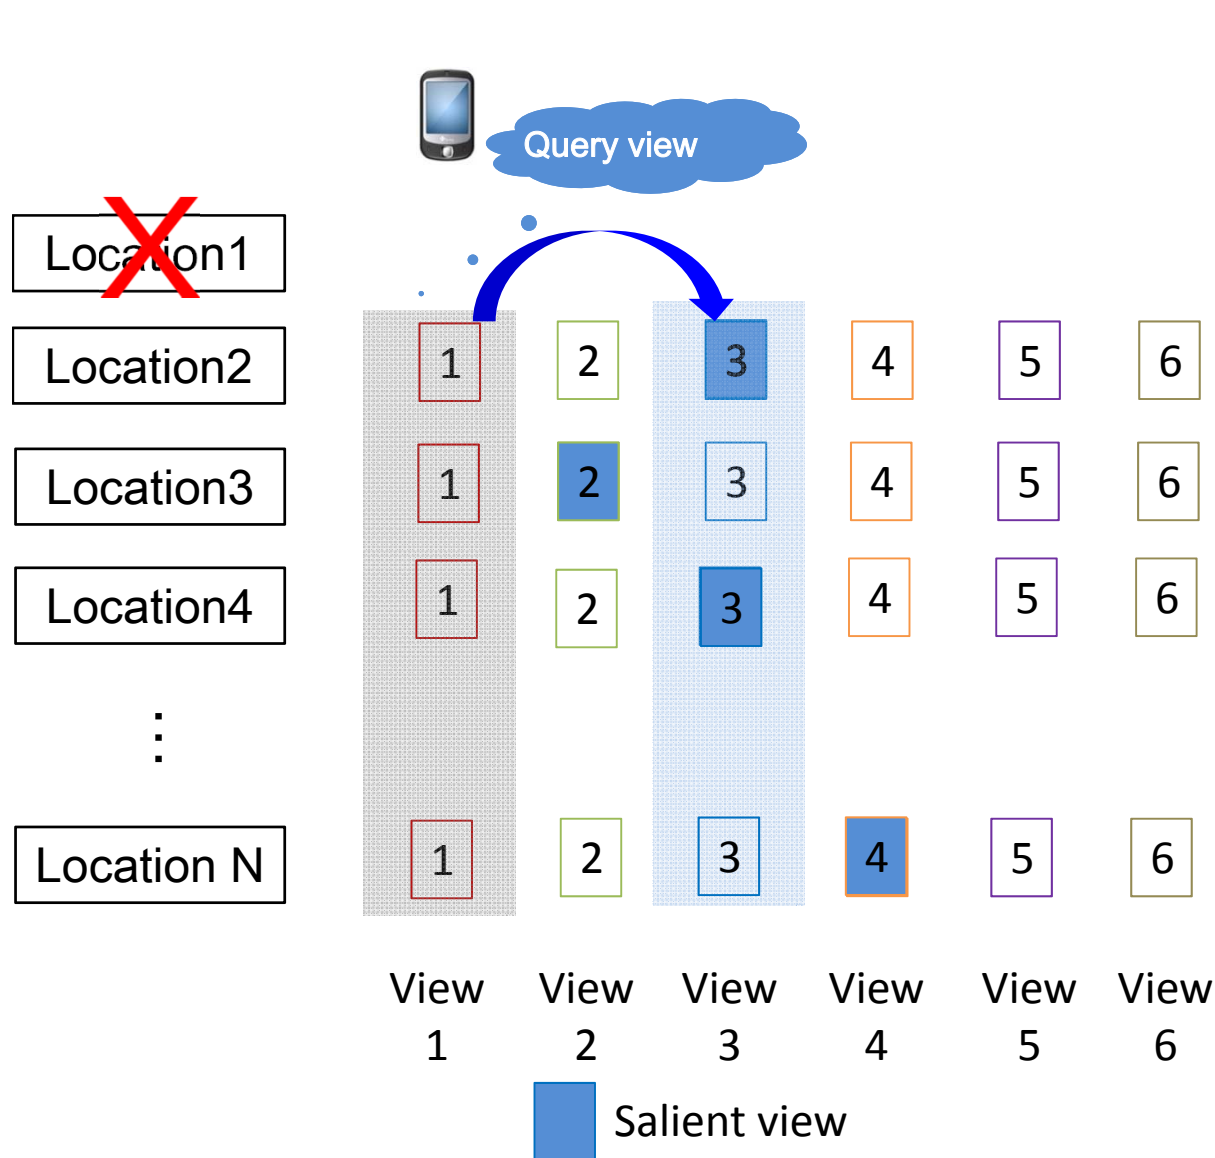 Query view
Location1
Location2 1 2 3 4 5 6
Location3 1 2 3 4 5 6
Location4 1 2 3 4 5 6
⋮
Location N 1 2 3 4 5 6
View View View View View View
1 2 3 4 5 6
Salient view